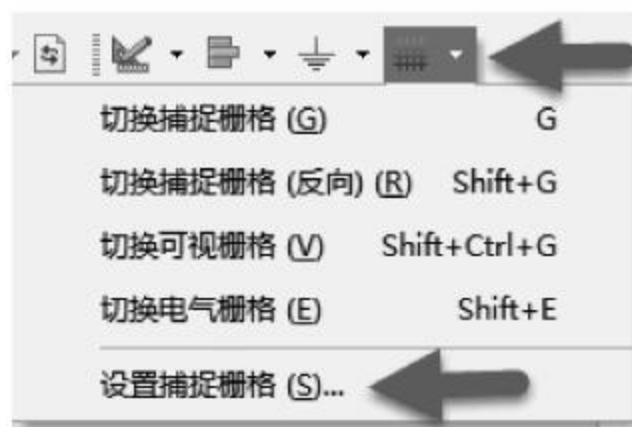 切换捕捉栅格 (G) G
切换捕捉栅格 (反向) (R) Shift+G
切换可视栅格 (V) Shift+Ctrl+G
切换电气栅格 (E) Shift+E
设置捕捉栅格 (S)...